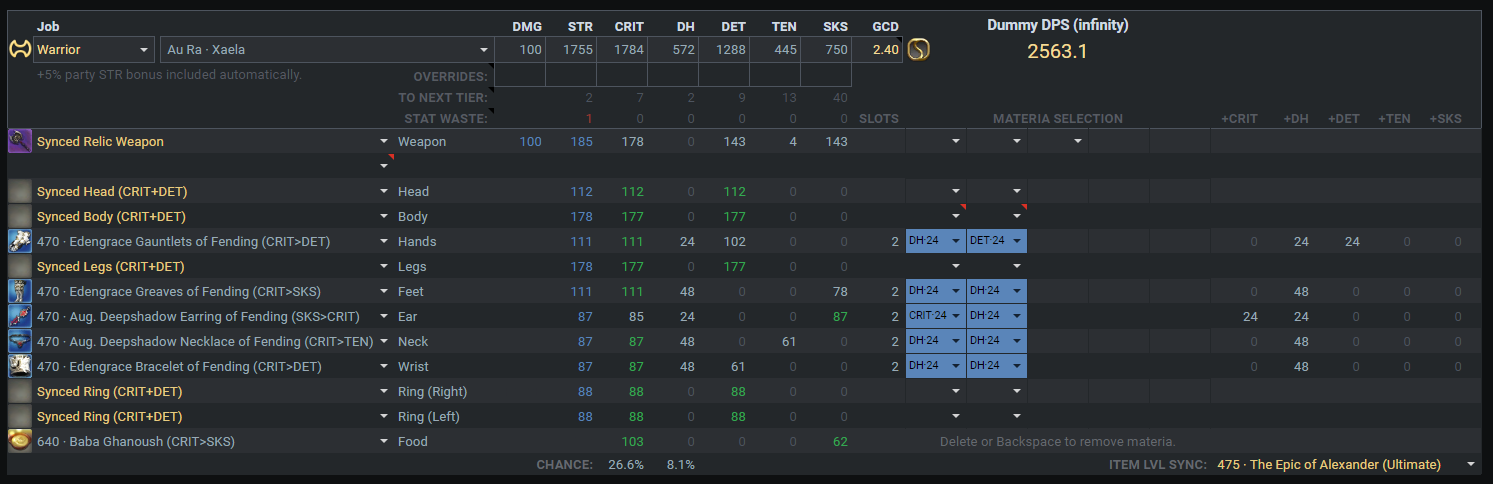 Job DMG STR CRIT DH DET TEN SKS GCD Dummy DPS (infinity)
Warrior Au Ra · Xaela 100 1755 1784 572 1288 445 750 2.40 2563.1
+5% party STR bonus included automatically. OVERRIDES:
TO NEXT TIER: 2 7 2 9 13 40
STAT WASTE: 1 0 0 0 0 0 SLOTS MATERIA SELECTION +CRIT +DH +DET +TEN +SKS
Synced Relic Weapon Weapon 100 185 178 0 143 4 143
Synced Head (CRIT+DET) Head 112 112 0 112 0 0
Synced Body (CRIT+DET) Body 178 177 0 177 0 0
470 · Edengrace Gauntlets of Fending (CRIT>DET) Hands 111 111 24 102 0 0 2 DH·24 DET·24 0 24 24 0 0
Synced Legs (CRIT+DET) Legs 178 177 0 177 0 0
470 · Edengrace Greaves of Fending (CRIT>SKS) Feet 111 111 48 0 0 78 2 DH·24 DH·24 0 48 0 0 0
470 · Aug. Deepshadow Earring of Fending (SKS>CRIT) Ear 87 85 24 0 0 87 2 CRIT·24 DH·24 24 24 0 0 0
470 · Aug. Deepshadow Necklace of Fending (CRIT>TEN) Neck 87 87 48 0 61 0 2 DH·24 DH·24 0 48 0 0 0
470 · Edengrace Bracelet of Fending (CRIT>DET) Wrist 87 87 48 61 0 0 2 DH·24 DH·24 0 48 0 0 0
Synced Ring (CRIT+DET) Ring (Right) 88 88 0 88 0 0
Synced Ring (CRIT+DET) Ring (Left) 88 88 0 88 0 0
640 · Baba Ghanoush (CRIT>SKS) Food 103 0 0 0 62 Delete or Backspace to remove materia.
CHANCE: 26.6% 8.1% ITEM LVL SYNC: 475 · The Epic of Alexander (Ultimate)